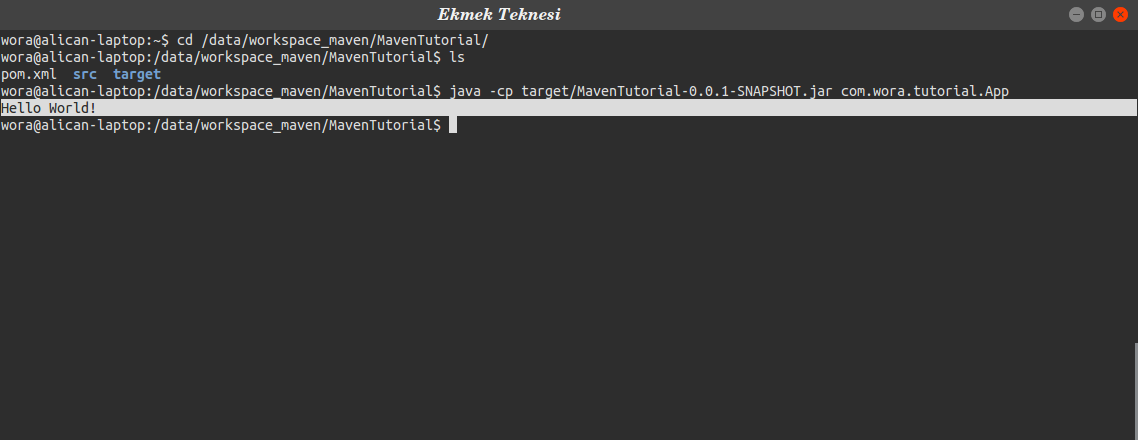 Ekmek Teknesi
wora@alican-laptop:~$ cd /data/workspace_maven/MavenTutorial/
wora@alican-laptop:/data/workspace_maven/MavenTutorial$ ls
pom.xml  src  target
wora@alican-laptop:/data/workspace_maven/MavenTutorial$ java -cp target/MavenTutorial-0.0.1-SNAPSHOT.jar com.wora.tutorial.App
Hello World!
wora@alican-laptop:/data/workspace_maven/MavenTutorial$